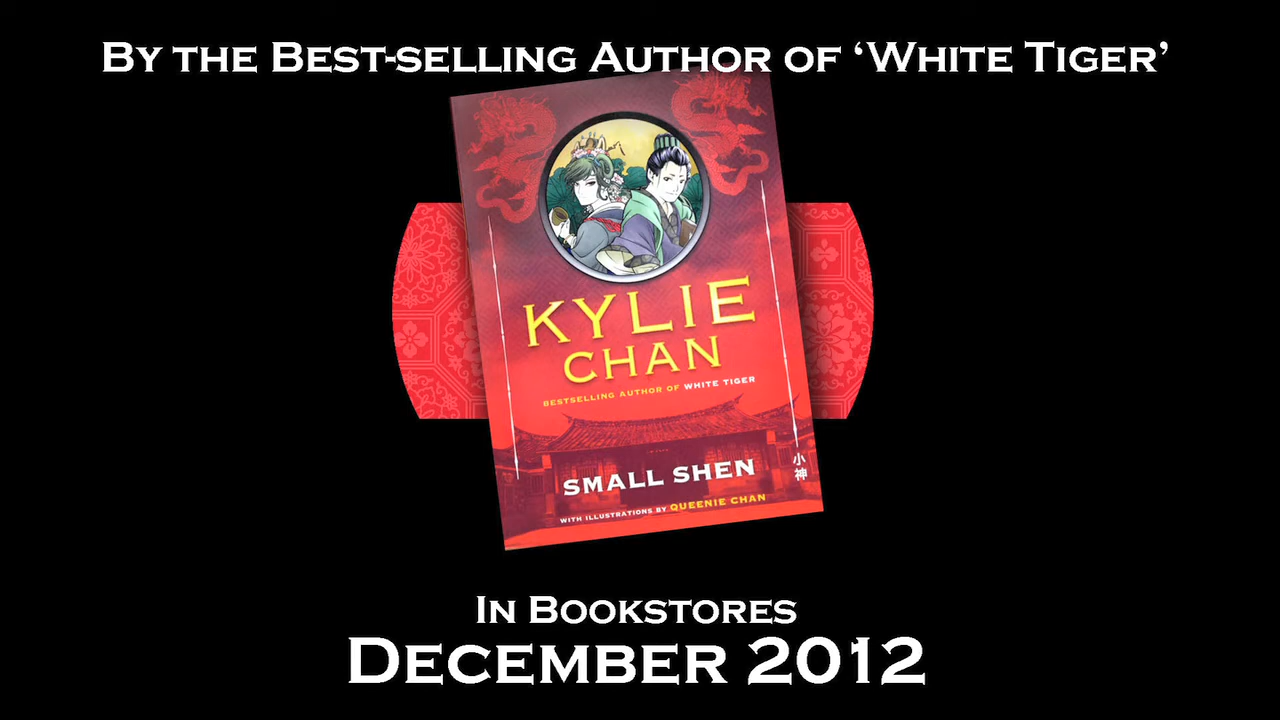 By the Best-selling Author of ‘White Tiger’
KYLIE
CHAN
BESTSELLING AUTHOR OF WHITE TIGER
SMALL SHEN
小
神
WITH ILLUSTRATIONS BY QUEENIE CHAN
In Bookstores
December 2012